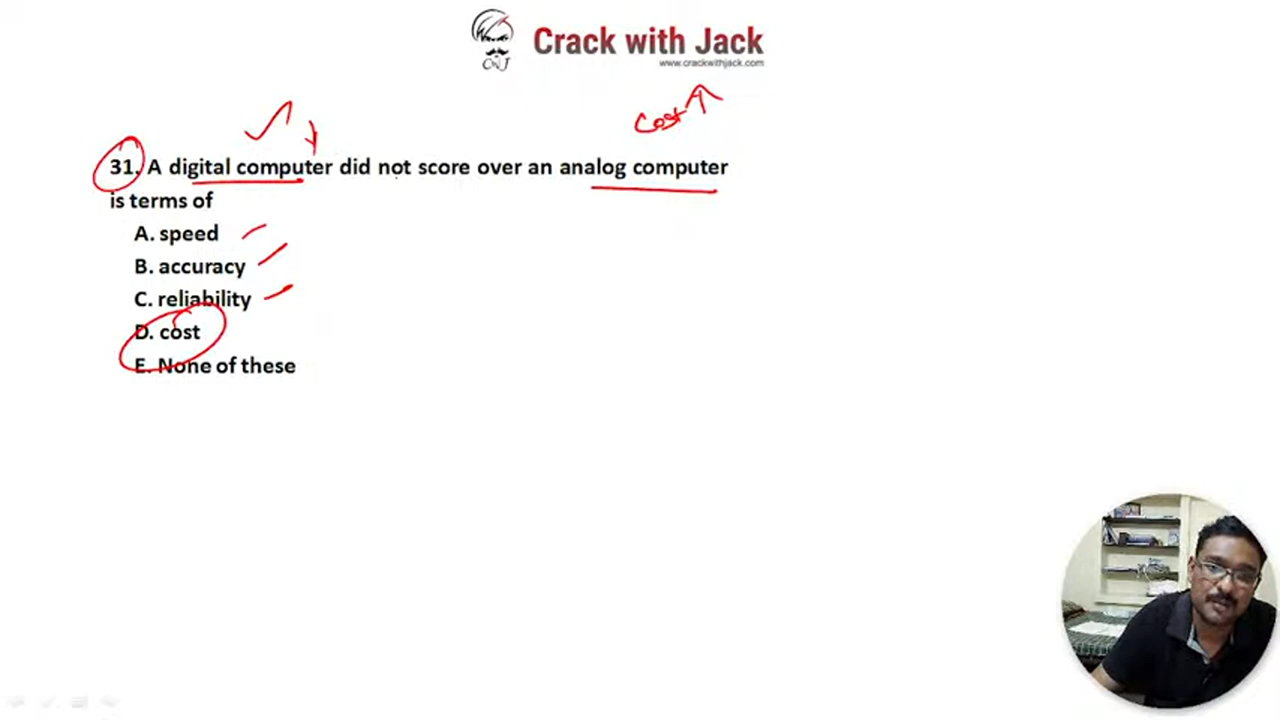 Crack with Jack
CWJ
www.crackwithjack.com
Cost
31. A digital computer did not score over an analog computer
is terms of
A. speed
B. accuracy
C. reliability
D. cost
E. None of these